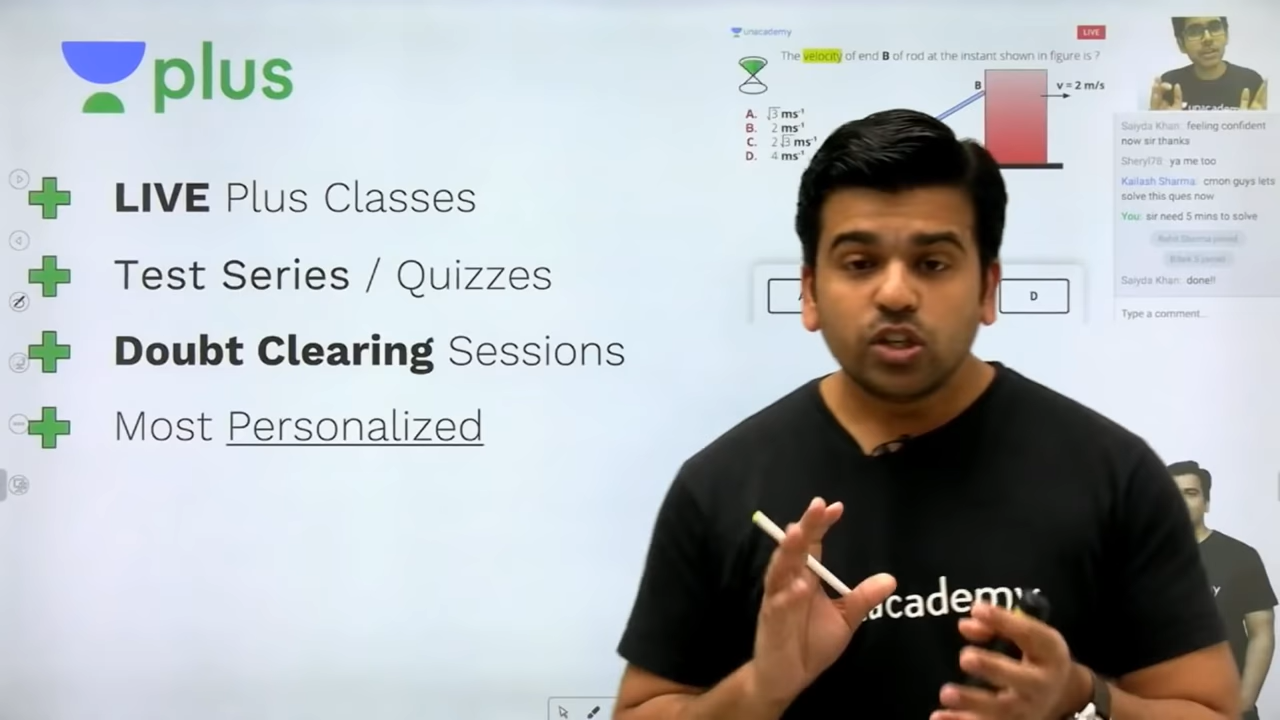 plus
LIVE Plus Classes
Test Series / Quizzes
Doubt Clearing Sessions
Most Personalized
unacademy
LIVE
The velocity of end B of rod at the instant shown in figure is ?
B
v = 2 m/s
A. √3 ms⁻¹
B. 2 ms⁻¹
C. 2√3 ms⁻¹
D. 4 ms⁻¹
D
Saiyda Khan: feeling confident
now sir thanks
Sheryl78: ya me too
Kailash Sharma: cmon guys lets
solve this ques now
You: sir need 5 mins to solve
Saiyda Khan: done!!
Type a comment...